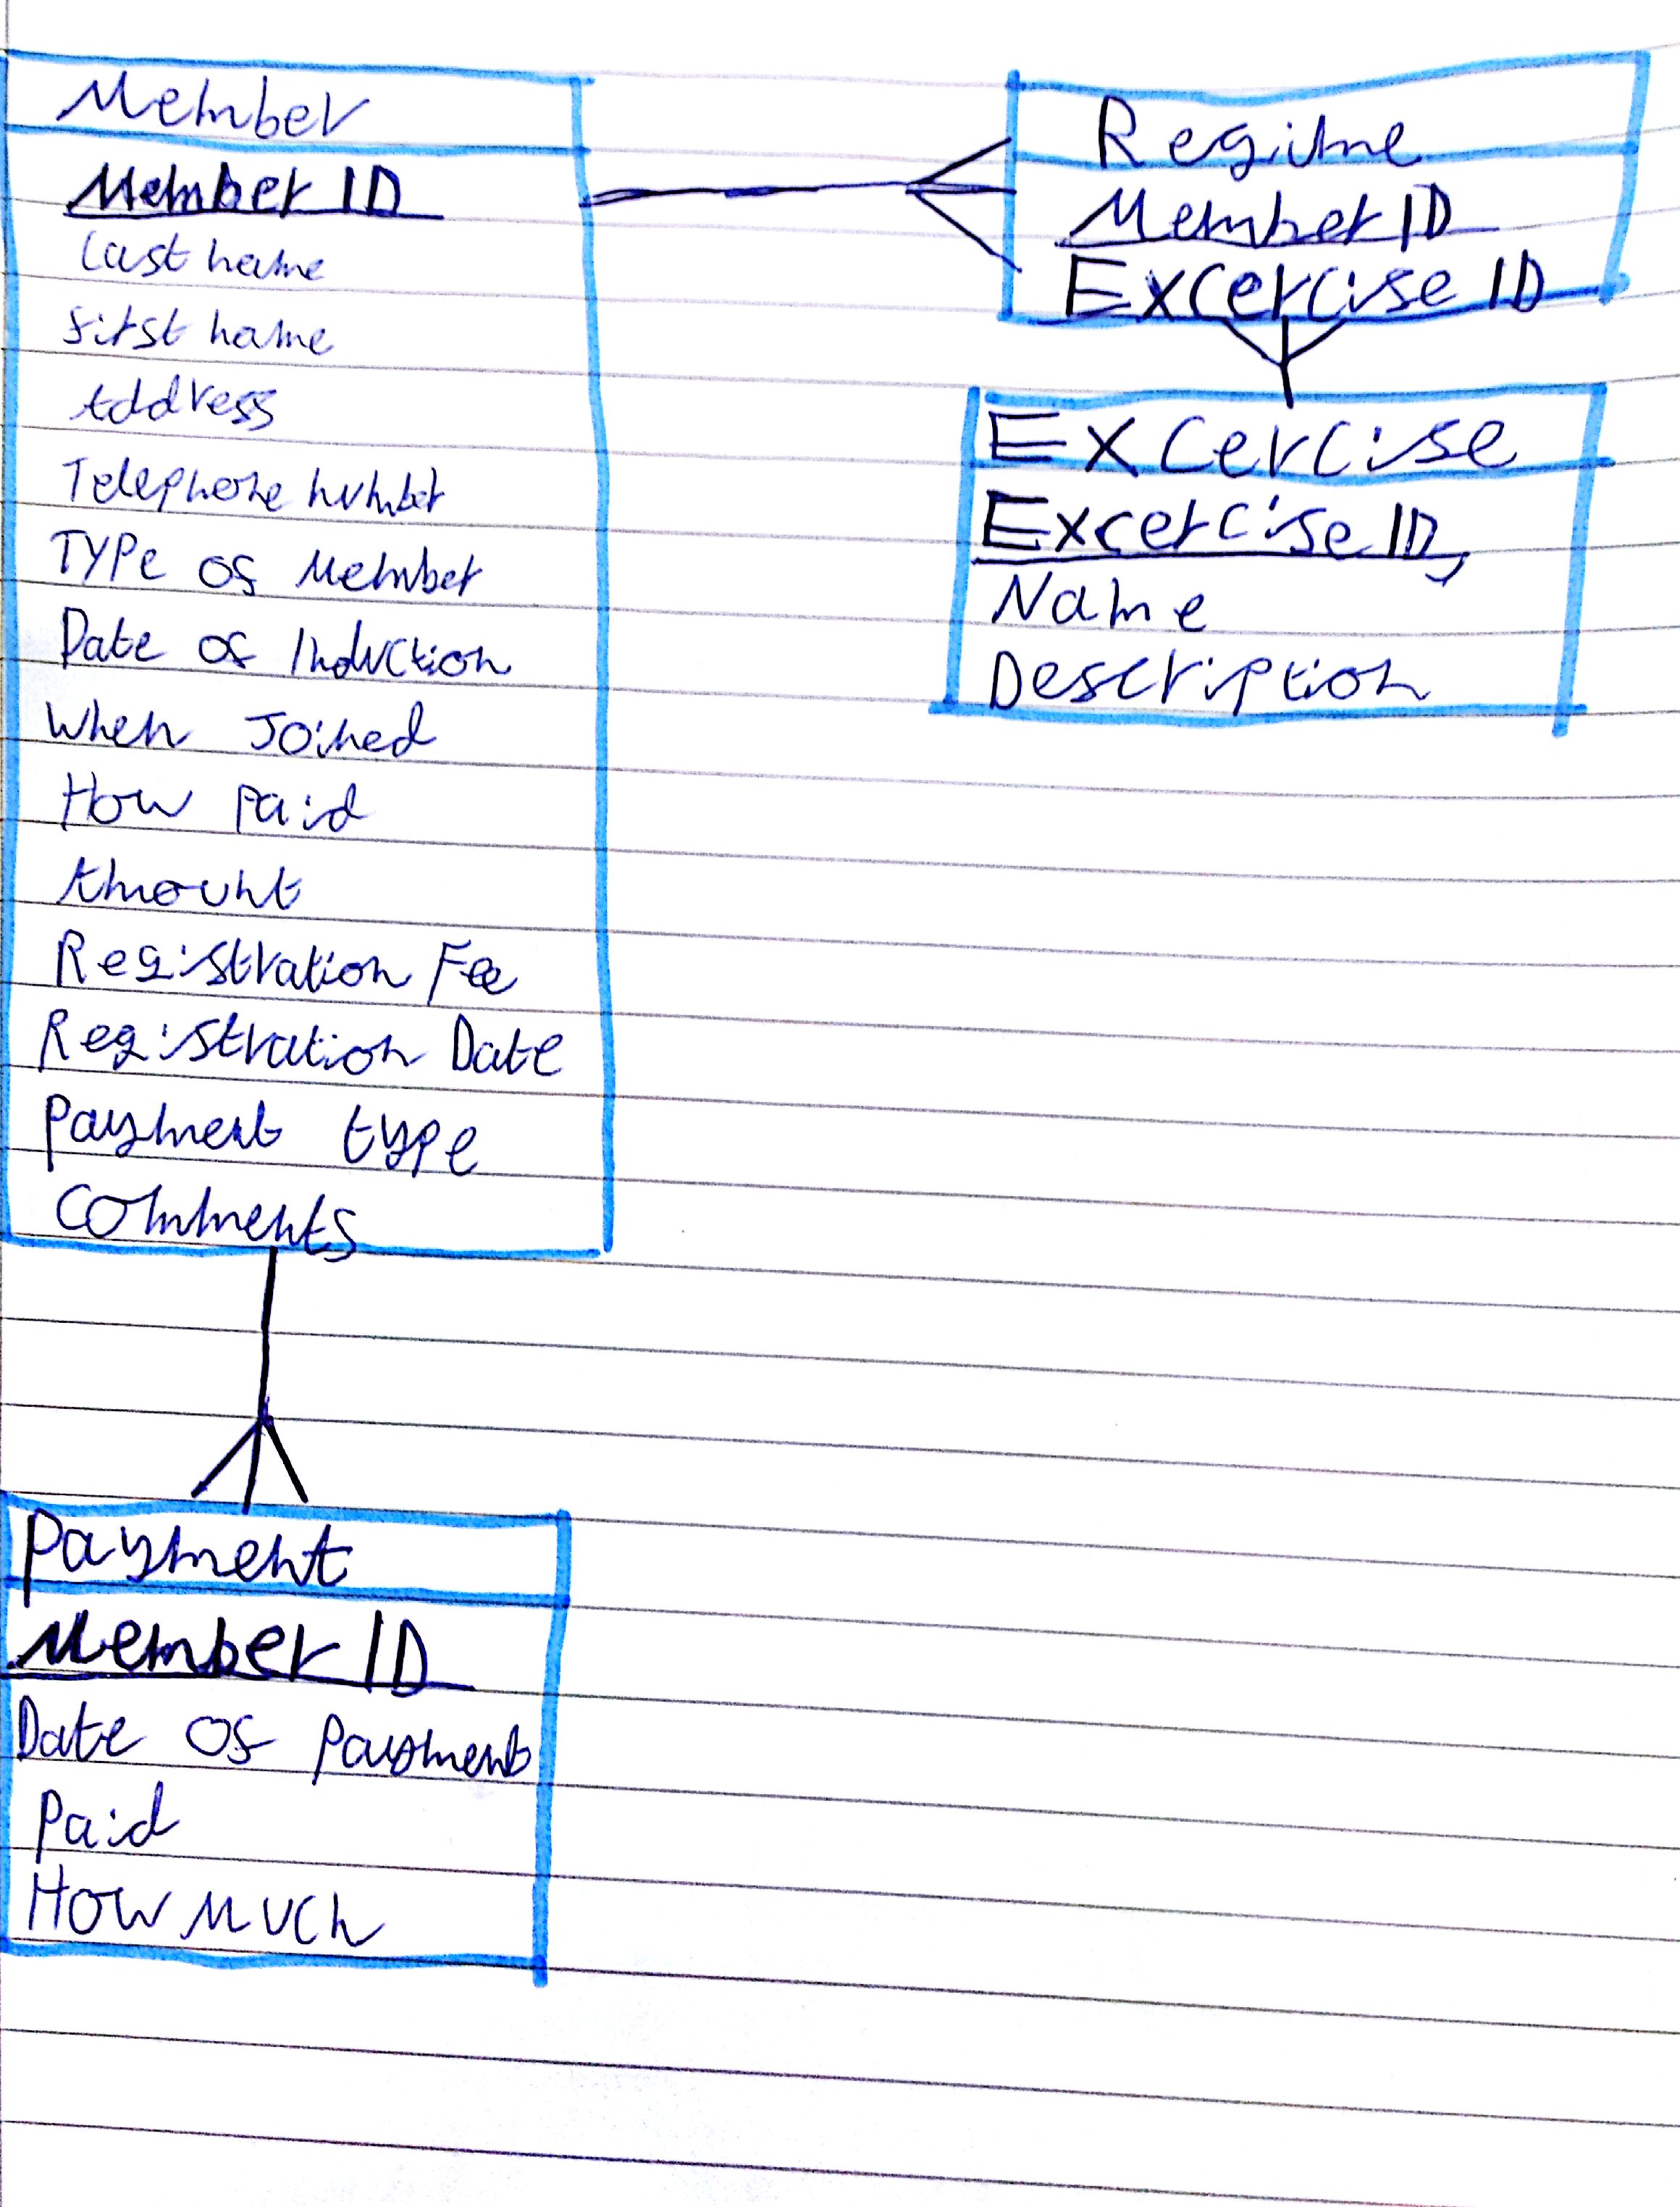 Member
Member ID
Last name
first name
Address
Telephone number
Type of Member
Date of Induction
When Joined
How paid
Amount
Registration Fee
Registration Date
Payment type
Comments
Payment
Member ID
Date of payment
Paid
How much
Regime
Member ID
Excercise ID
Excercise
Excercise ID,
Name
Description